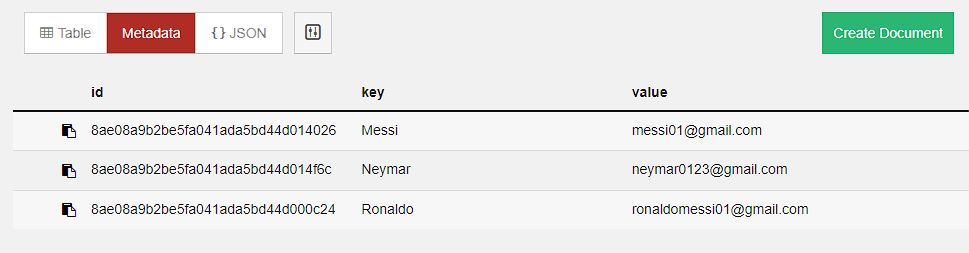 Table Metadata {} JSON Create Document
id key value
8ae08a9b2be5fa041ada5bd44d014026 Messi messi01@gmail.com
8ae08a9b2be5fa041ada5bd44d014f6c Neymar neymar0123@gmail.com
8ae08a9b2be5fa041ada5bd44d000c24 Ronaldo ronaldomessi01@gmail.com